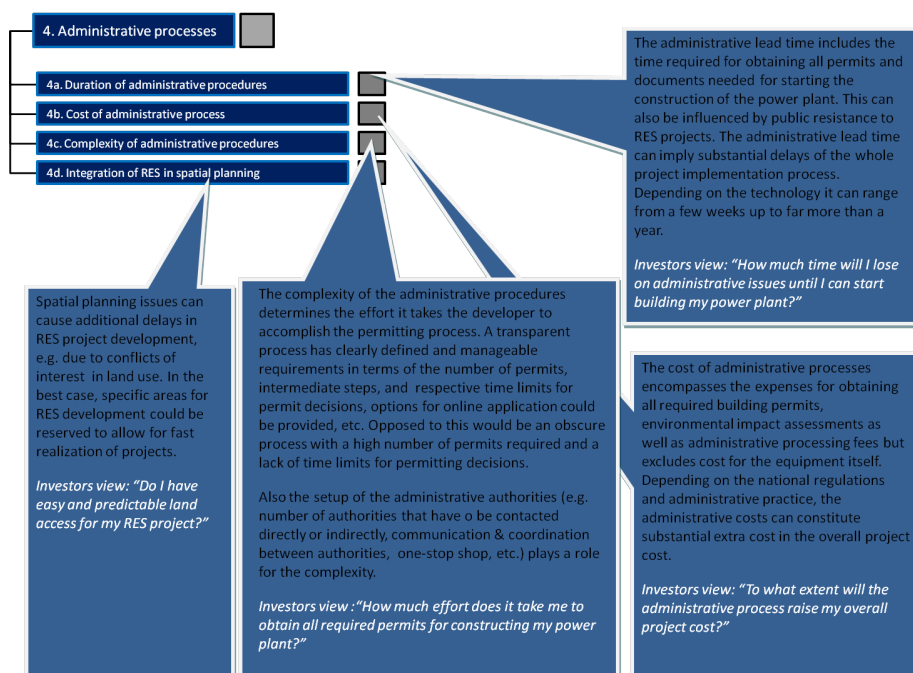 4. Administrative processes
4a. Duration of administrative procedures
4b. Cost of administrative process
4c. Complexity of administrative procedures
4d. Integration of RES in spatial planning
The administrative lead time includes the
time required for obtaining all permits and
documents needed for starting the
construction of the power plant. This can
also be influenced by public resistance to
RES projects. The administrative lead time
can imply substantial delays of the whole
project implementation process.
Depending on the technology it can range
from a few weeks up to far more than a
year.
Investors view: “How much time will I lose
on administrative issues until I can start
building my power plant?”
Spatial planning issues can
cause additional delays in
RES project development,
e.g. due to conflicts of
interest in land use. In the
best case, specific areas for
RES development could be
reserved to allow for fast
realization of projects.
Investors view: “Do I have
easy and predictable land
access for my RES project?”
The complexity of the administrative procedures
determines the effort it takes the developer to
accomplish the permitting process. A transparent
process has clearly defined and manageable
requirements in terms of the number of permits,
intermediate steps, and respective time limits for
permit decisions, options for online application could
be provided, etc. Opposed to this would be an obscure
process with a high number of permits required and a
lack of time limits for permitting decisions.
Also the setup of the administrative authorities (e.g.
number of authorities that have o be contacted
directly or indirectly, communication & coordination
between authorities, one-stop shop, etc.) plays a role
for the complexity.
Investors view :“How much effort does it take me to
obtain all required permits for constructing my power
plant?”
The cost of administrative processes
encompasses the expenses for obtaining
all required building permits,
environmental impact assessments as
well as administrative processing fees but
excludes cost for the equipment itself.
Depending on the national regulations
and administrative practice, the
administrative costs can constitute
substantial extra cost in the overall project
cost.
Investors view: “To what extent will the
administrative process raise my overall
project cost?”